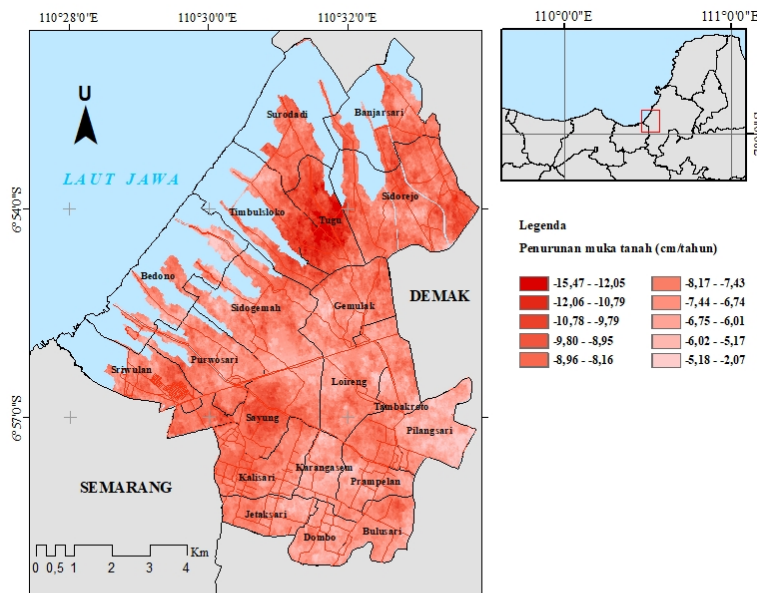 110°28'0"E 110°30'0"E 110°32'0"E
110°0'0"E 111°0'0"E
U
LAUT JAWA
6°54'0"S
6°57'0"S
Surodadi
Banjarsari
Timbulsloko
Tugu
Sidorejo
Bedono
Sidogemah
Gemulak
DEMAK
Purwosari
Sriwulan
Loireng
Tambakroto
Sayung
Pilangsari
SEMARANG
Kalisari
Karangasem
Prampelan
Jetaksari
Dombo
Bulusari
Km
0 0,5 1 2 3 4
Legenda
Penurunan muka tanah (cm/tahun)
-15,47 - -12,05
-12,06 - -10,79
-10,78 - -9,79
-9,80 - -8,95
-8,96 - -8,16
-8,17 - -7,43
-7,44 - -6,74
-6,75 - -6,01
-6,02 - -5,17
-5,18 - -2,07